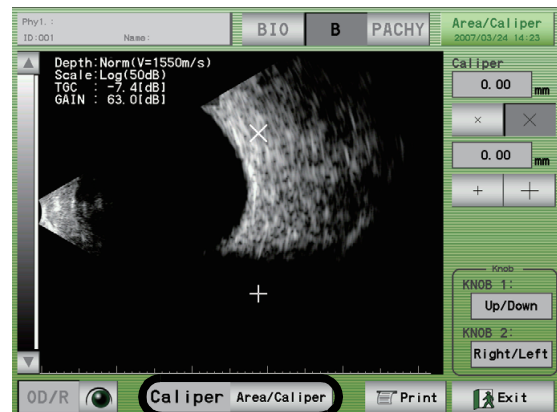 Phy1. :
ID:001 Name:
BIO B PACHY
Area/Caliper
2007/03/24 14:23
Depth:Norm(V=1550m/s)
Scale:Log(50dB)
TGC : -7.4[dB]
GAIN : 63.0[dB]
Caliper
0.00 mm
0.00 mm
Knob
KNOB 1:
Up/Down
KNOB 2:
Right/Left
OD/R Caliper Area/Caliper Print Exit